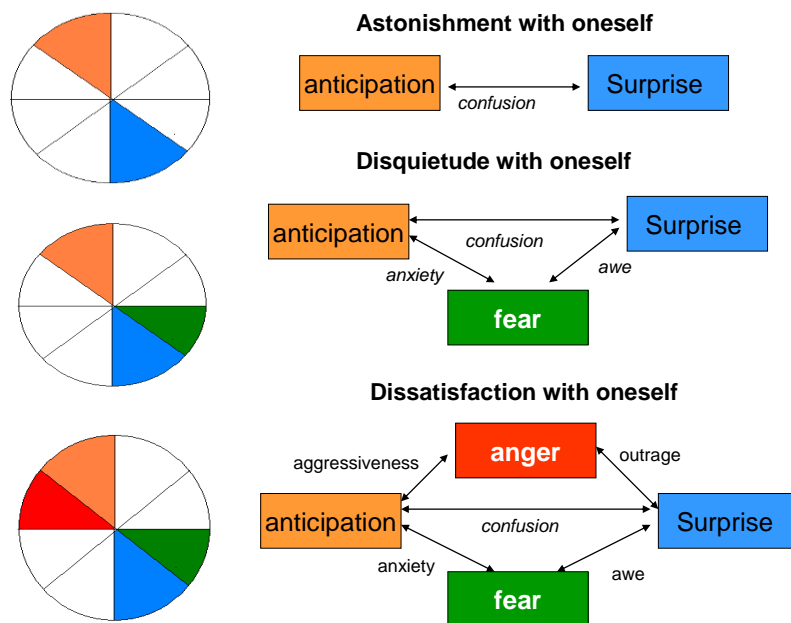 Astonishment with oneself
anticipation
Surprise
confusion
Disquietude with oneself
anticipation
Surprise
confusion
anxiety
awe
fear
Dissatisfaction with oneself
anger
aggressiveness
outrage
anticipation
Surprise
confusion
anxiety
awe
fear